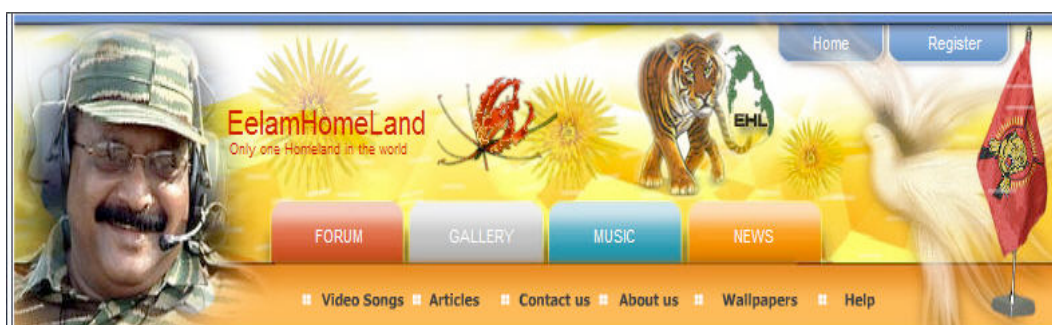 Home Register
EelamHomeLand
Only one Homeland in the world
EHL
FORUM GALLERY MUSIC NEWS
Video Songs Articles Contact us About us Wallpapers Help